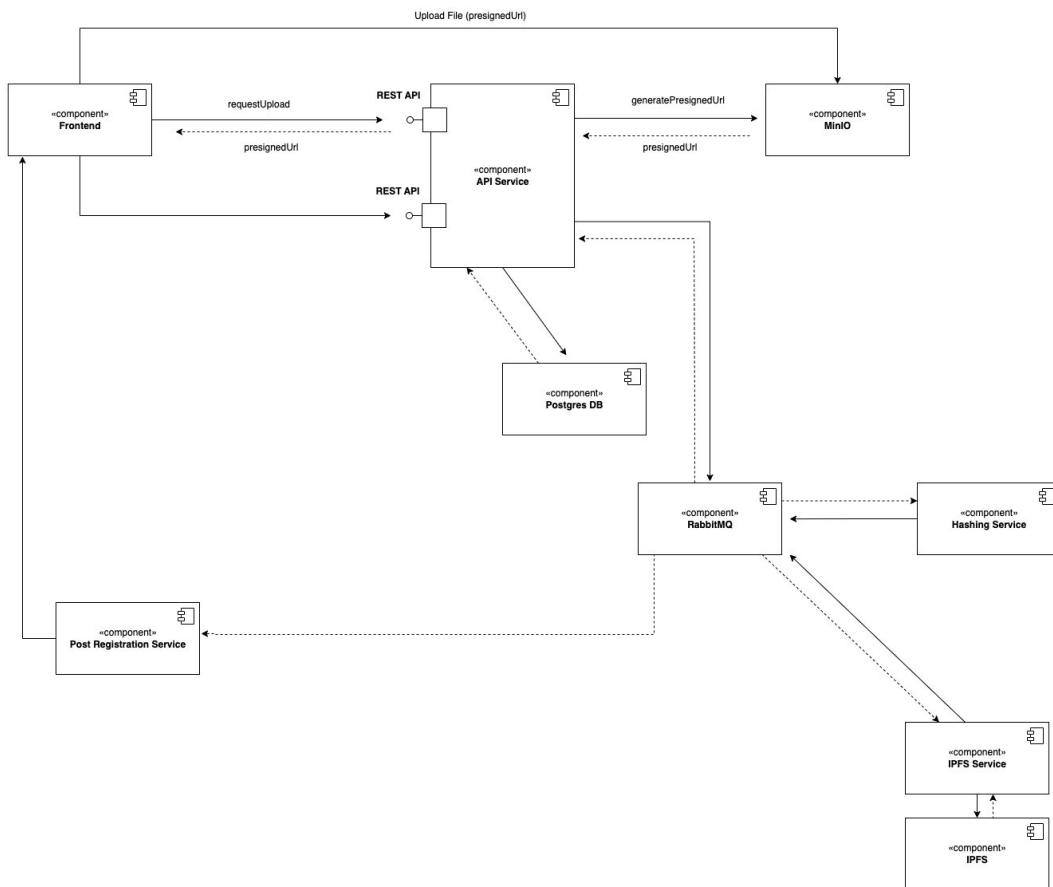 Upload File (presignedUrl)
«component»
Frontend
requestUpload
presignedUrl
REST API
REST API
«component»
API Service
generatePresignedUrl
presignedUrl
«component»
MinIO
«component»
Postgres DB
«component»
RabbitMQ
«component»
Hashing Service
«component»
Post Registration Service
«component»
IPFS Service
«component»
IPFS